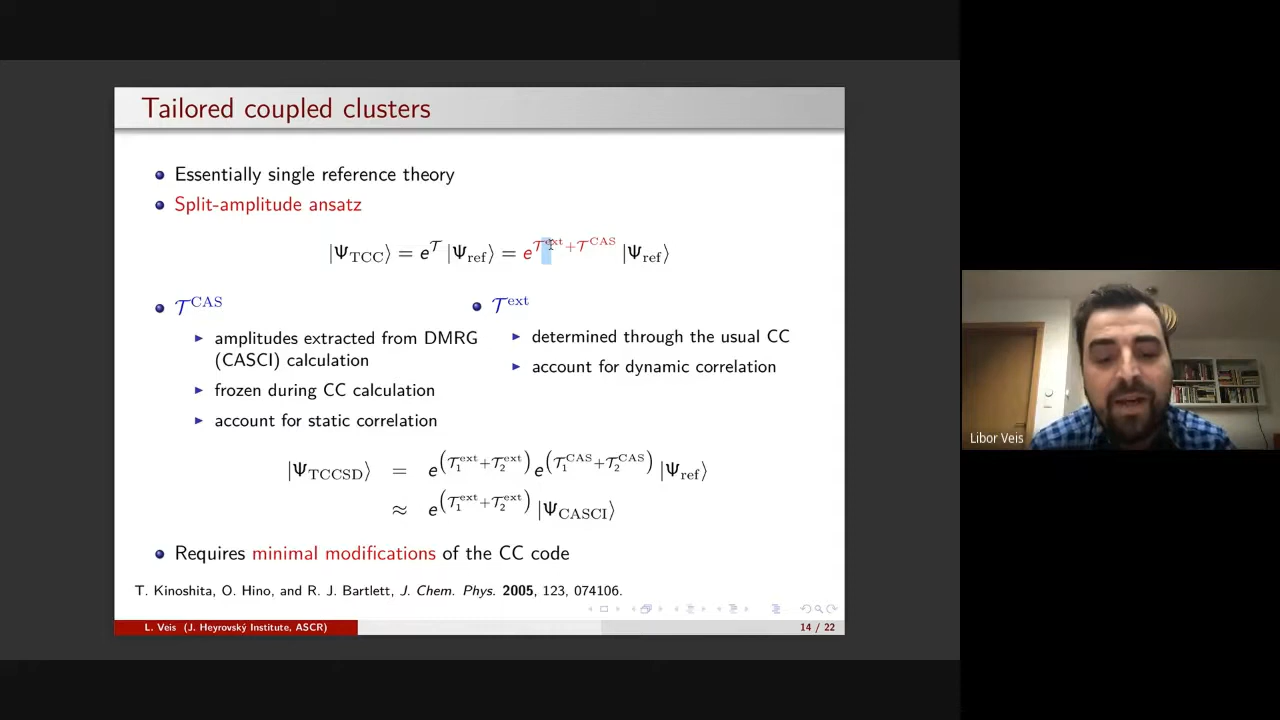 Tailored coupled clusters
Essentially single reference theory
Split-amplitude ansatz
|Ψ_TCC⟩ = e^𝒯 |Ψ_ref⟩ = e^{𝒯^ext+𝒯^CAS} |Ψ_ref⟩
𝒯^CAS
amplitudes extracted from DMRG
(CASCI) calculation
frozen during CC calculation
account for static correlation
𝒯^ext
determined through the usual CC
account for dynamic correlation
|Ψ_TCCSD⟩ = e^(𝒯_1^ext+𝒯_2^ext) e^(𝒯_1^CAS+𝒯_2^CAS) |Ψ_ref⟩
≈ e^(𝒯_1^ext+𝒯_2^ext) |Ψ_CASCI⟩
Requires minimal modifications of the CC code
T. Kinoshita, O. Hino, and R. J. Bartlett, J. Chem. Phys. 2005, 123, 074106.
L. Veis (J. Heyrovský Institute, ASCR)
14 / 22
Libor Veis